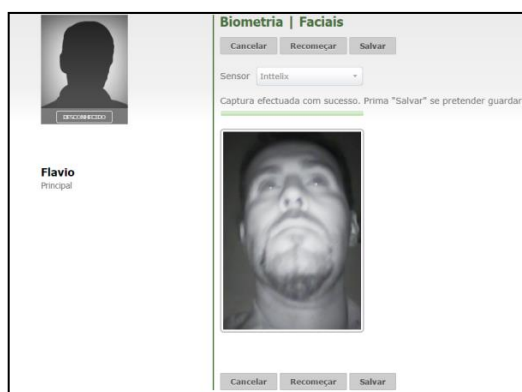 Biometria | Faciais
Cancelar Recomeçar Salvar
Sensor Inttelix
Captura efectuada com sucesso. Prima "Salvar" se pretender guardar
DESCONHECIDO
Flavio
Principal
Cancelar Recomeçar Salvar